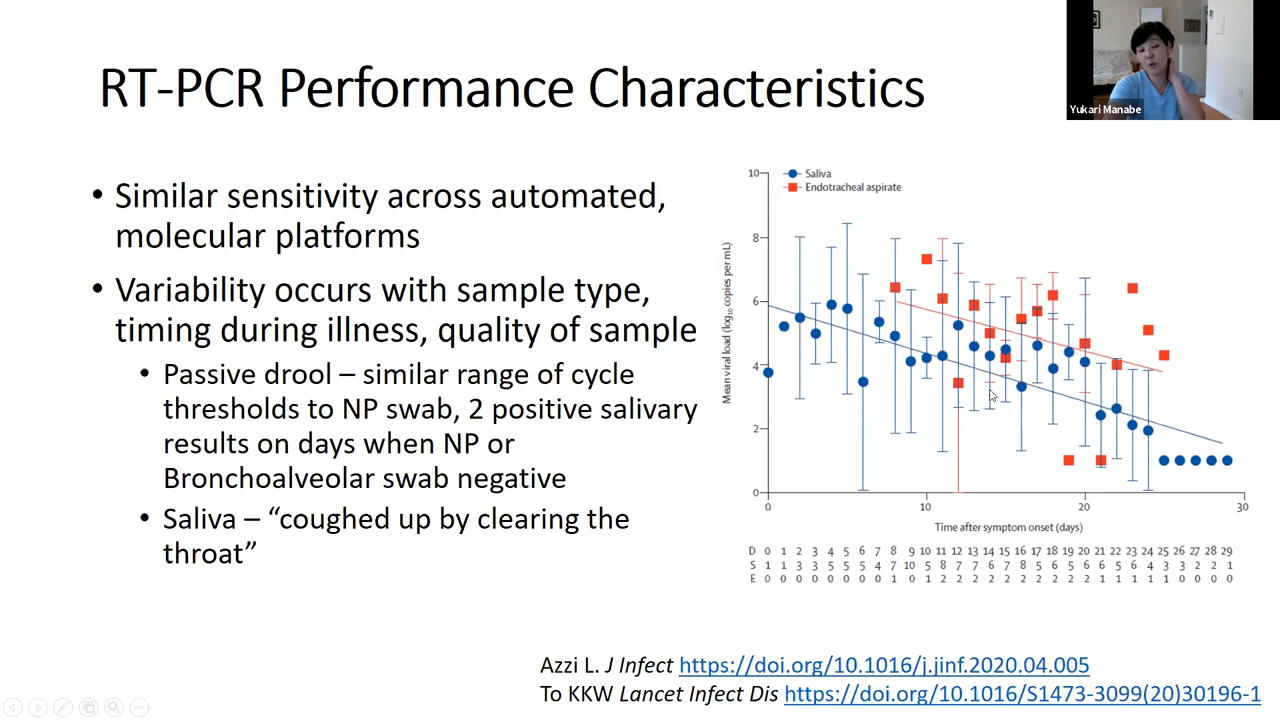 RT-PCR Performance Characteristics
Yukari Manabe
• Similar sensitivity across automated,
molecular platforms
• Variability occurs with sample type,
timing during illness, quality of sample
• Passive drool – similar range of cycle
thresholds to NP swab, 2 positive salivary
results on days when NP or
Bronchoalveolar swab negative
• Saliva – “coughed up by clearing the
throat”
Saliva
Endotracheal aspirate
Mean viral load (log10 copies per mL)
10
8
6
4
2
0
0 10 20 30
Time after symptom onset (days)
D 0 1 2 3 4 5 6 7 8 9 10 11 12 13 14 15 16 17 18 19 20 21 22 23 24 25 26 27 28 29
Azzi L. J Infect https://doi.org/10.1016/j.jinf.2020.04.005
To KKW Lancet Infect Dis https://doi.org/10.1016/S1473-3099(20)30196-1